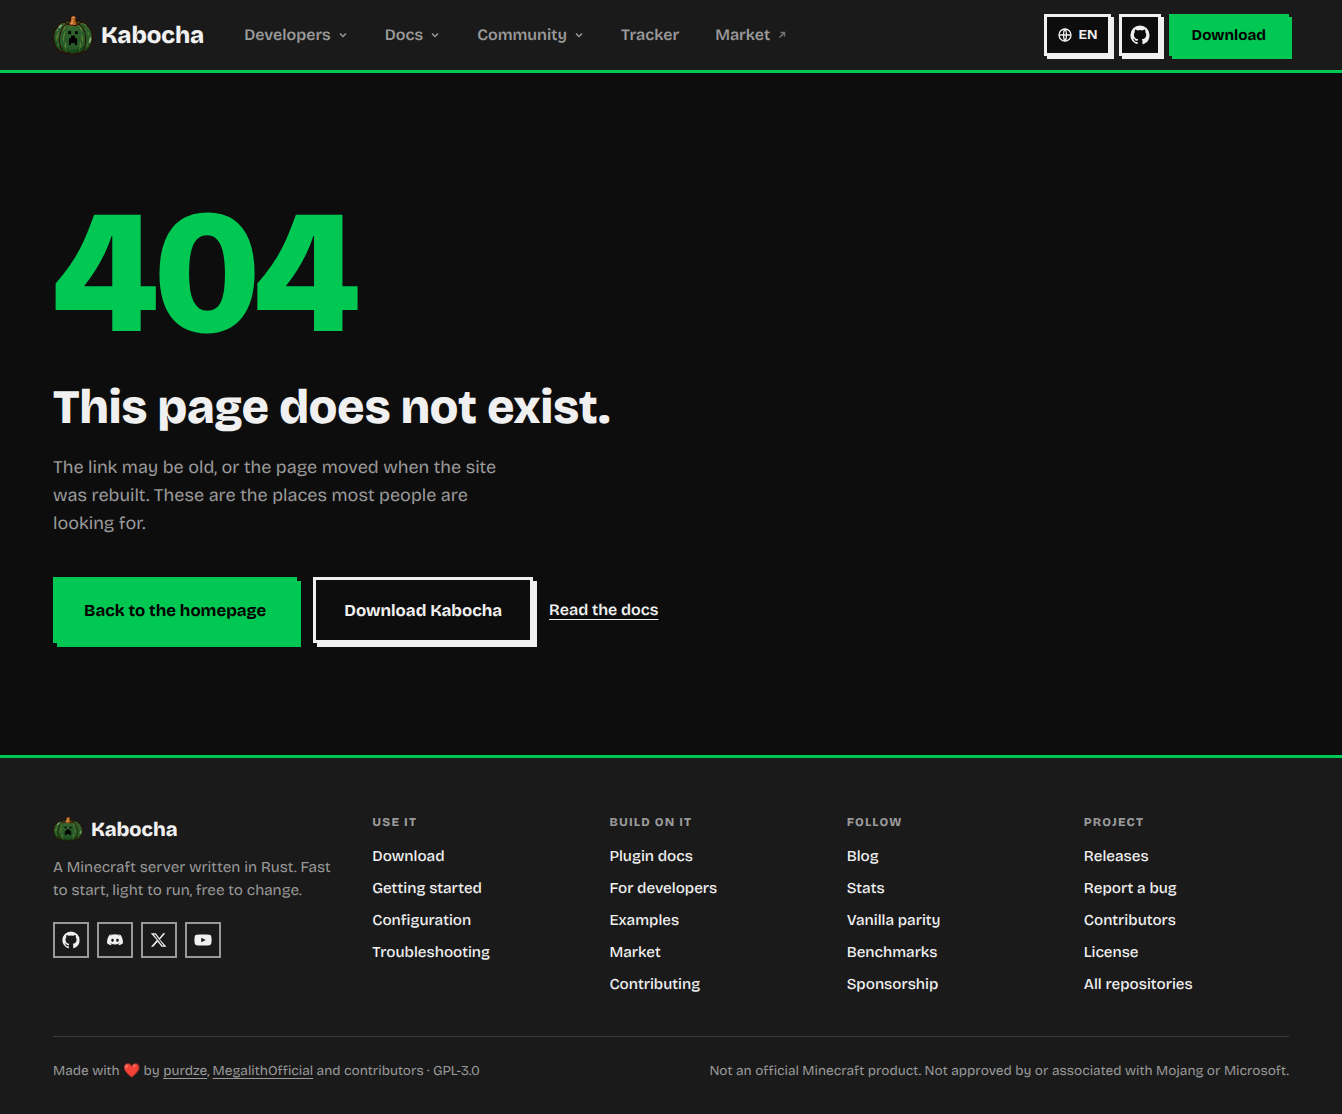 Kabocha
Developers
Docs
Community
Tracker
Market ↗
EN
Download
404
This page does not exist.
The link may be old, or the page moved when the site
was rebuilt. These are the places most people are
looking for.
Back to the homepage
Download Kabocha
Read the docs
Kabocha
A Minecraft server written in Rust. Fast
to start, light to run, free to change.
USE IT
Download
Getting started
Configuration
Troubleshooting
BUILD ON IT
Plugin docs
For developers
Examples
Market
Contributing
FOLLOW
Blog
Stats
Vanilla parity
Benchmarks
Sponsorship
PROJECT
Releases
Report a bug
Contributors
License
All repositories
Made with ❤️ by purdze, MegalithOfficial and contributors · GPL-3.0
Not an official Minecraft product. Not approved by or associated with Mojang or Microsoft.